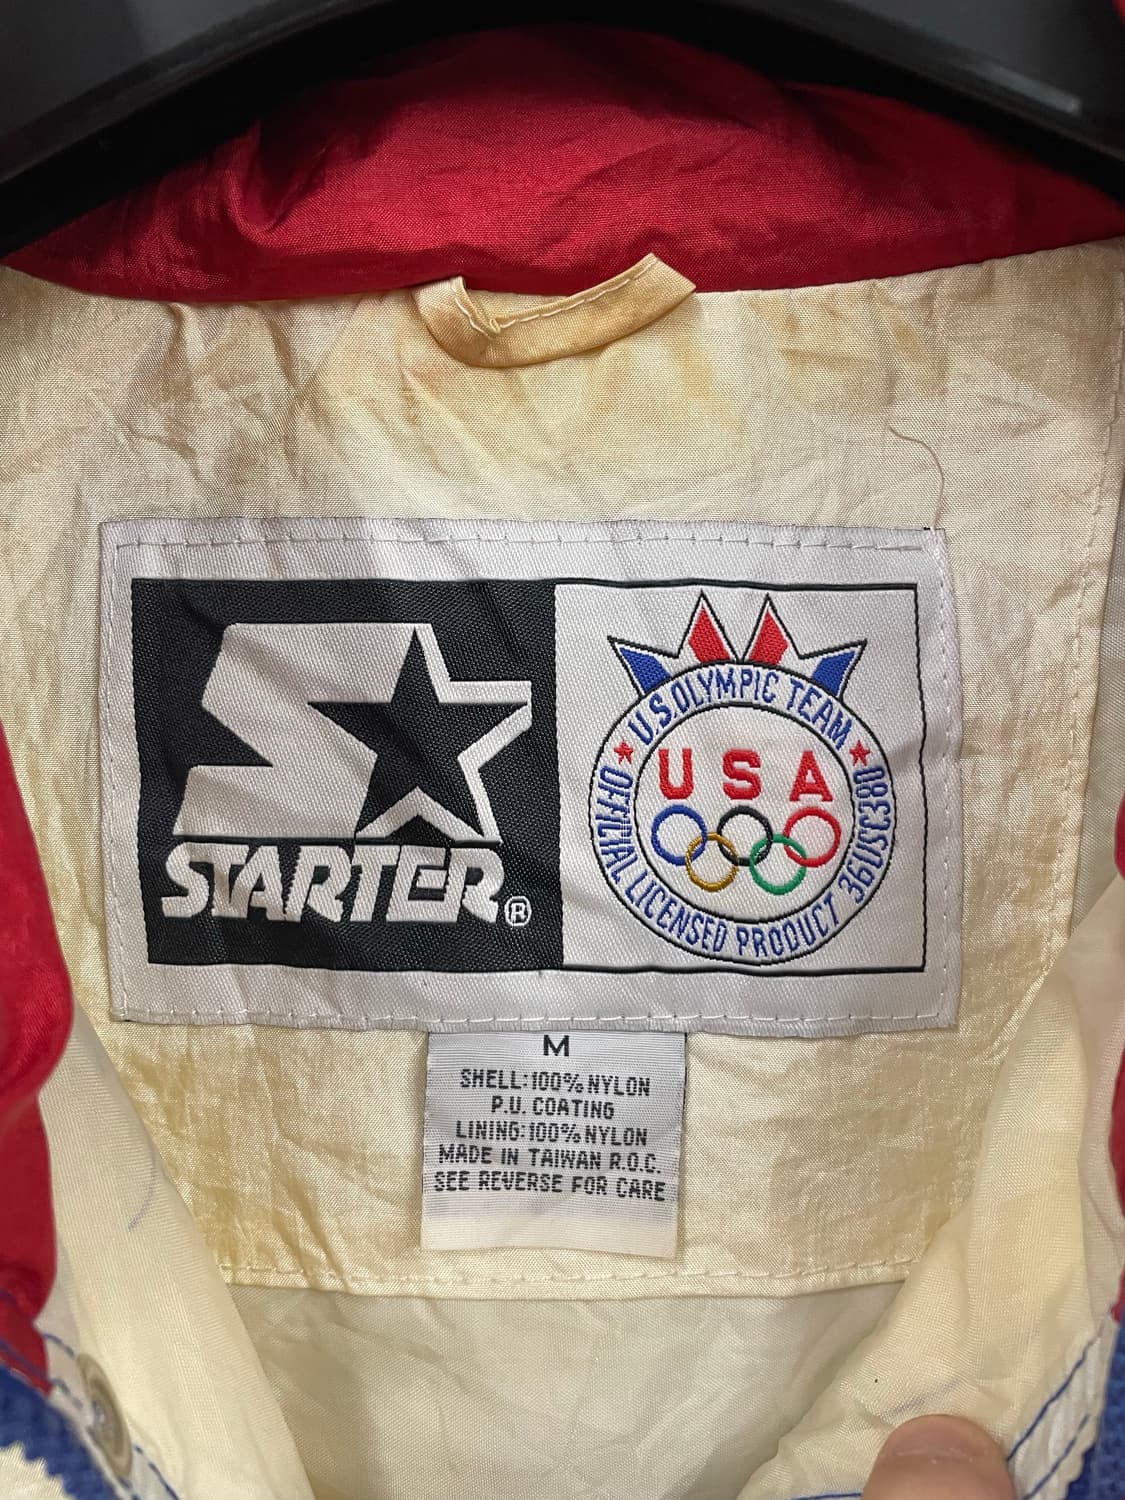 STARTER®
U.S OLYMPIC TEAM
USA
OFFICIAL LICENSED PRODUCT 36USC380
M
SHELL:100% NYLON
P.U. COATING
LINING:100% NYLON
MADE IN TAIWAN R.O.C.
SEE REVERSE FOR CARE